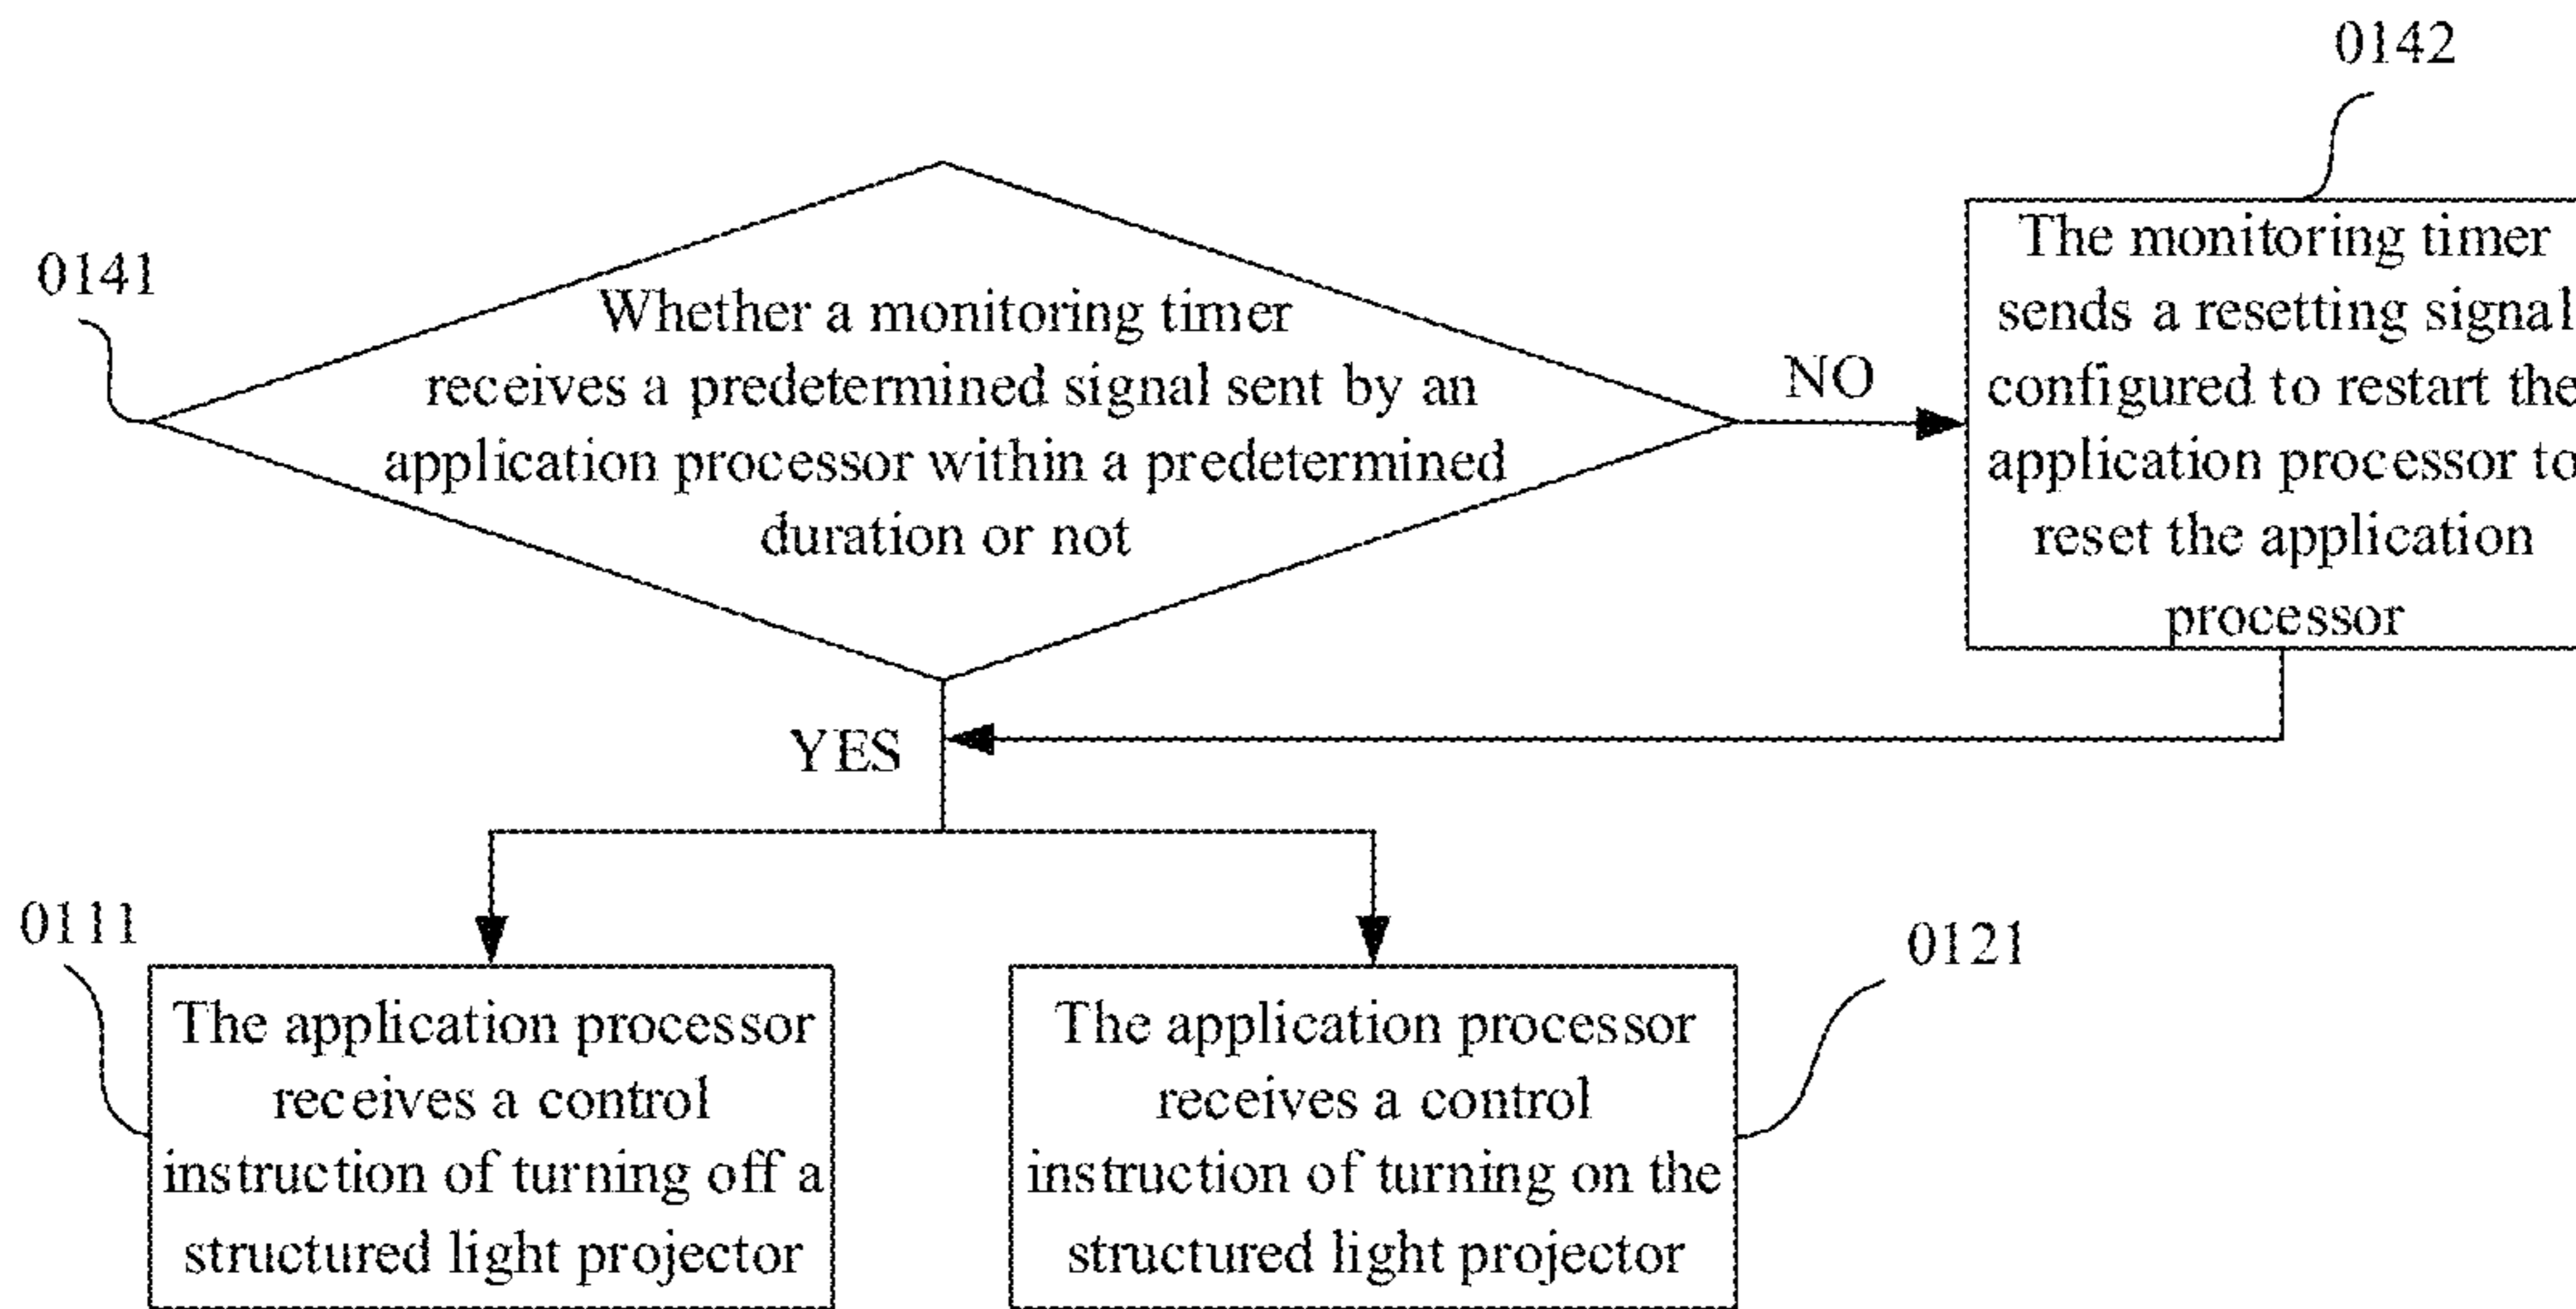 0142
0141
Whether a monitoring timer
receives a predetermined signal sent by an
application processor within a predetermined
duration or not
NO
The monitoring timer
sends a resetting signal
configured to restart the
application processor to
reset the application
processor
YES
0111
The application processor
receives a control
instruction of turning off a
structured light projector
0121
The application processor
receives a control
instruction of turning on the
structured light projector